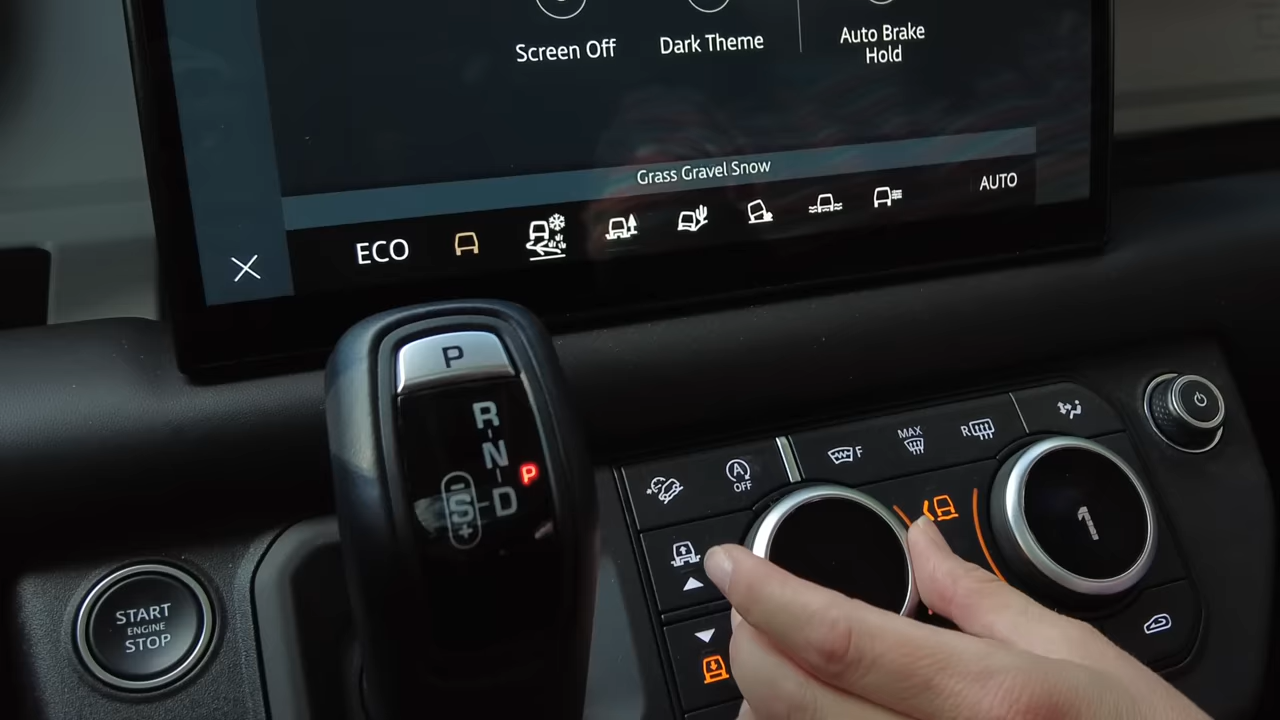 Screen Off
Dark Theme
Auto Brake
Hold
Grass Gravel Snow
ECO
AUTO
P
R
N
P
S
D
START
ENGINE
STOP
A
OFF
F
MAX
R
1